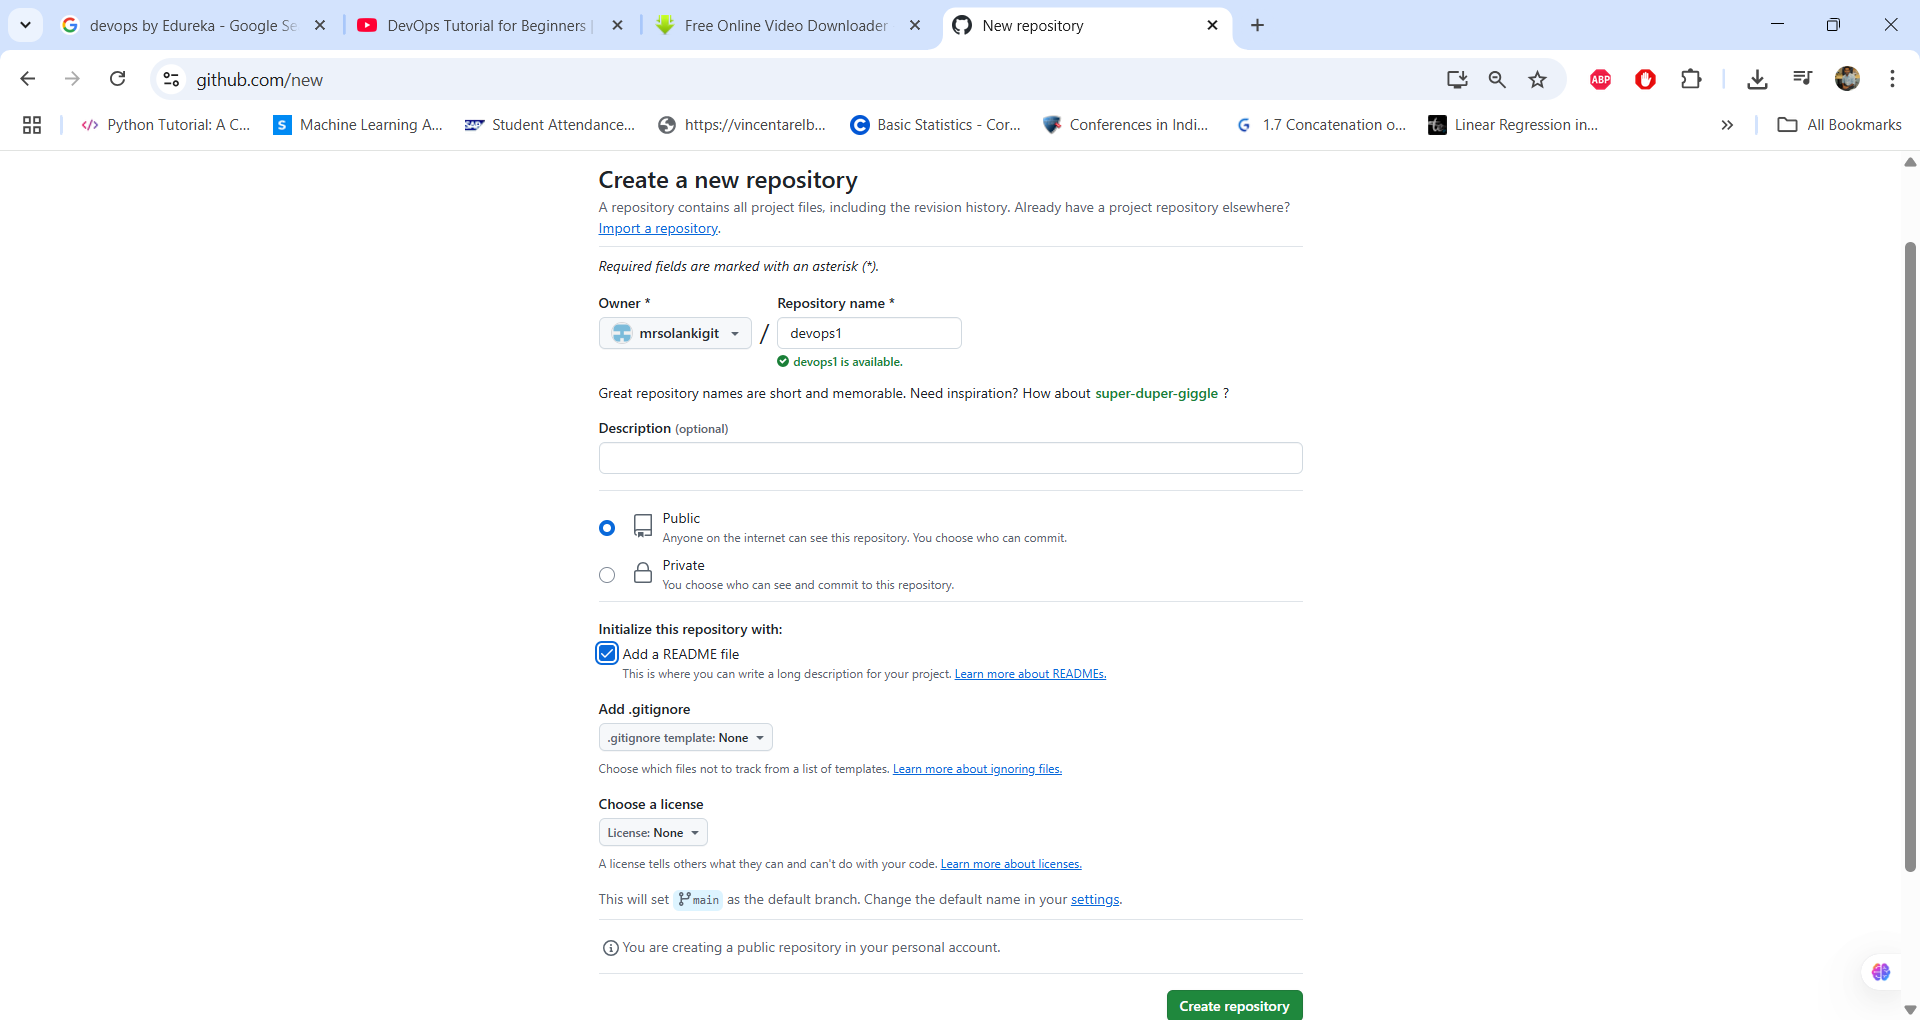 devops by Edureka - Google Se
DevOps Tutorial for Beginners |
Free Online Video Downloader
New repository
github.com/new
ABP
Python Tutorial: A C...
S
Machine Learning A...
SAP
Student Attendance...
https://vincentarelb...
Basic Statistics - Cor...
Conferences in Indi...
1.7 Concatenation o...
te
Linear Regression in...
All Bookmarks
Create a new repository
A repository contains all project files, including the revision history. Already have a project repository elsewhere?
Import a repository.
Required fields are marked with an asterisk (*).
Owner *
Repository name *
mrsolankigit
/
devops1
devops1 is available.
Great repository names are short and memorable. Need inspiration? How about super-duper-giggle ?
Description (optional)
Public
Anyone on the internet can see this repository. You choose who can commit.
Private
You choose who can see and commit to this repository.
Initialize this repository with:
Add a README file
This is where you can write a long description for your project. Learn more about READMEs.
Add .gitignore
.gitignore template: None
Choose which files not to track from a list of templates. Learn more about ignoring files.
Choose a license
License: None
A license tells others what they can and can't do with your code. Learn more about licenses.
This will set main as the default branch. Change the default name in your settings.
You are creating a public repository in your personal account.
Create repository